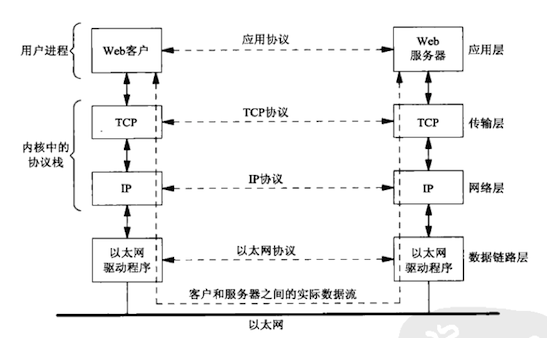 用户进程
Web客户
应用协议
Web
服务器
应用层
内核中的
协议栈
TCP
TCP协议
TCP
传输层
IP
IP协议
IP
网络层
以太网
驱动程序
以太网协议
以太网
驱动程序
数据链路层
客户和服务器之间的实际数据流
以太网